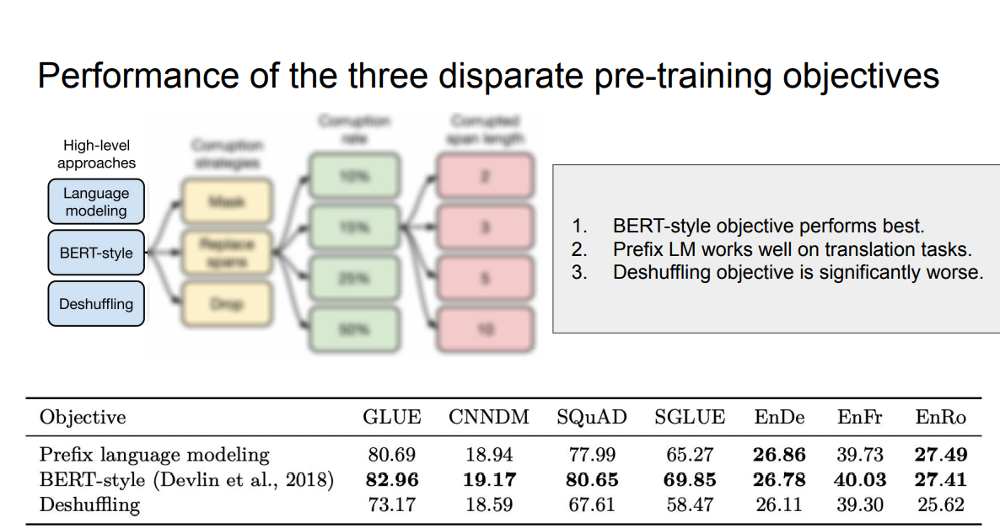 Performance of the three disparate pre-training objectives
High-level
approaches
Language
modeling
BERT-style
Deshuffling
Corruption
strategies
Mask
Replace
spans
Drop
Corruption
rate
10%
15%
25%
50%
Corrupted
span length
2
3
5
10
1. BERT-style objective performs best.
2. Prefix LM works well on translation tasks.
3. Deshuffling objective is significantly worse.
Objective GLUE CNNDM SQuAD SGLUE EnDe EnFr EnRo
Prefix language modeling 80.69 18.94 77.99 65.27 26.86 39.73 27.49
BERT-style (Devlin et al., 2018) 82.96 19.17 80.65 69.85 26.78 40.03 27.41
Deshuffling 73.17 18.59 67.61 58.47 26.11 39.30 25.62